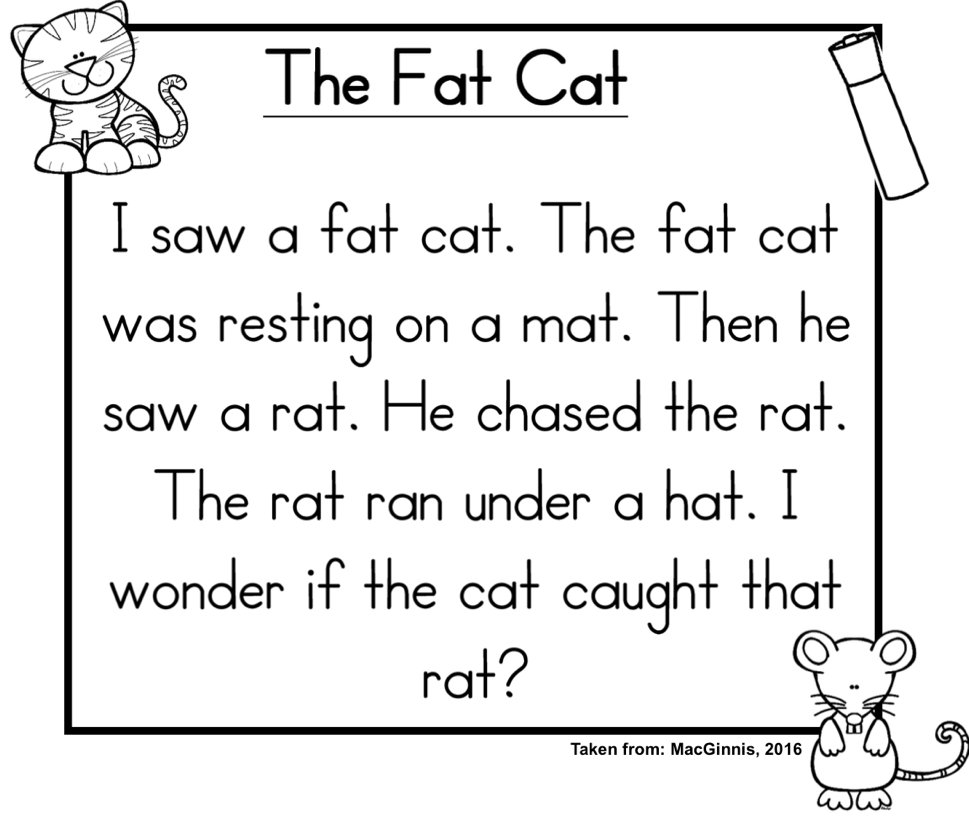 The Fat Cat
I saw a fat cat. The fat cat
was resting on a mat. Then he
saw a rat. He chased the rat.
The rat ran under a hat. I
wonder if the cat caught that
rat?
Taken from: MacGinnis, 2016